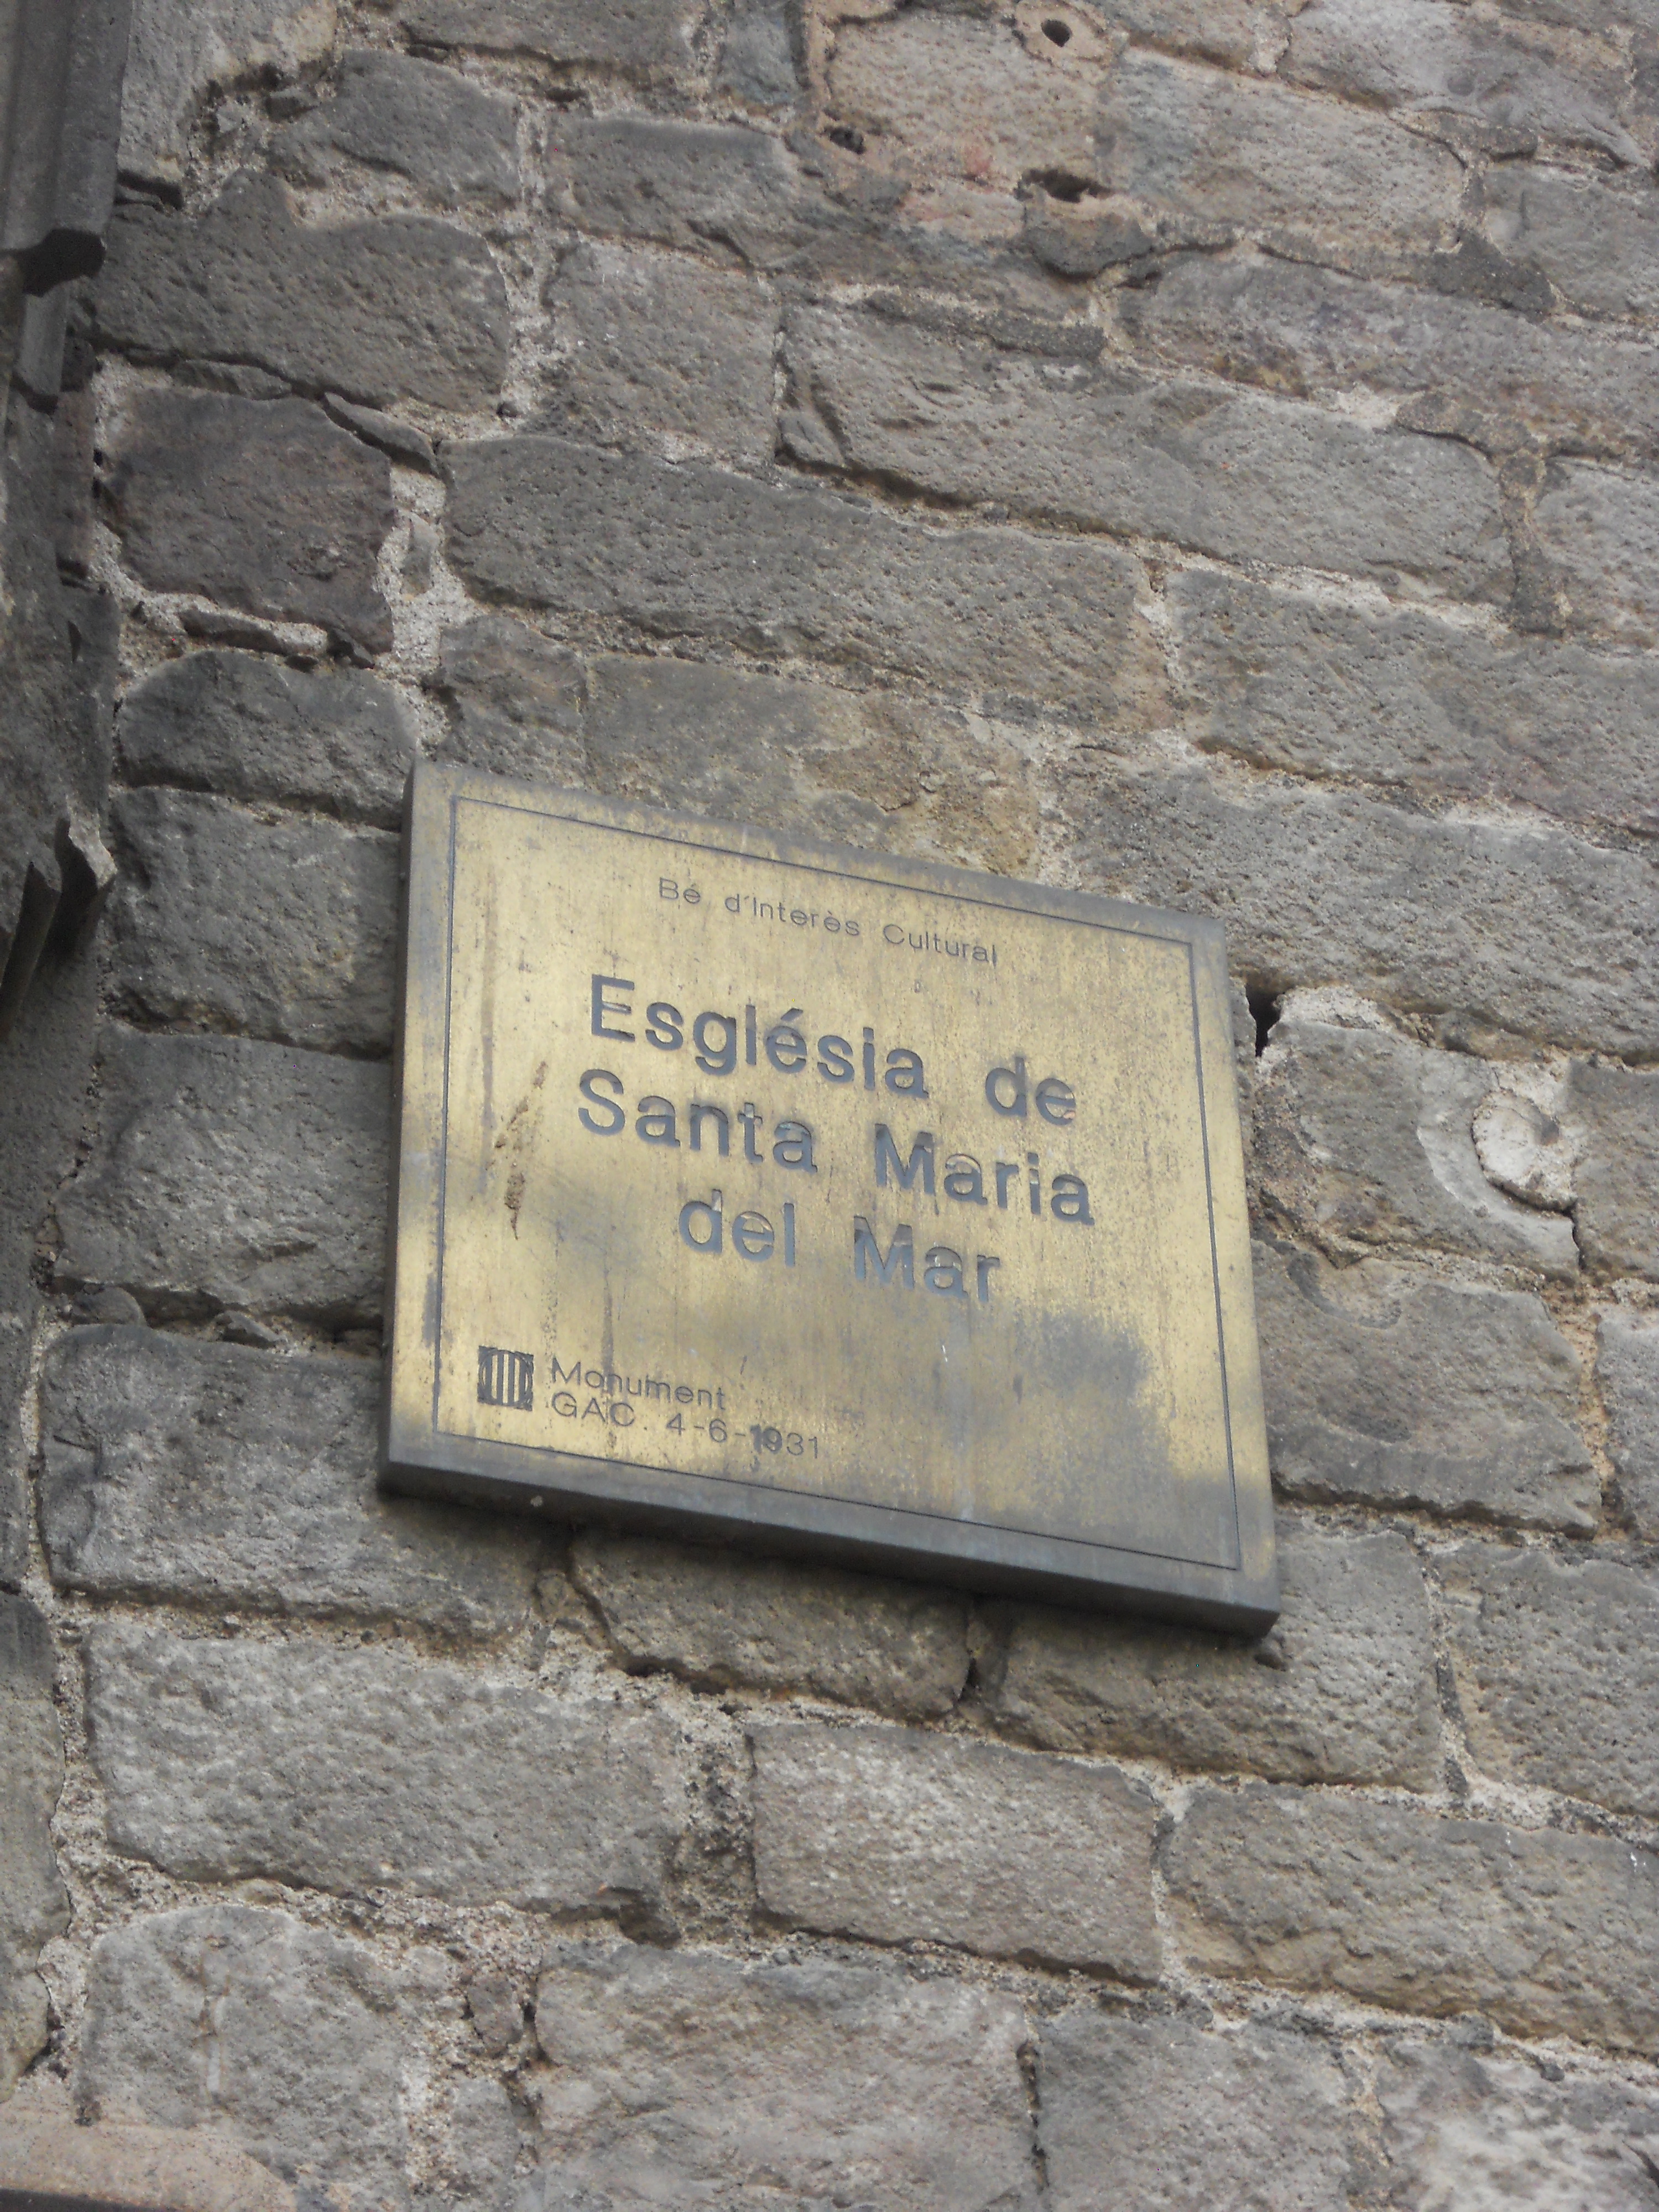 Bé d'Interès Cultural
Església de
Santa Maria
del Mar
Monument
GAC. 4-6-1931